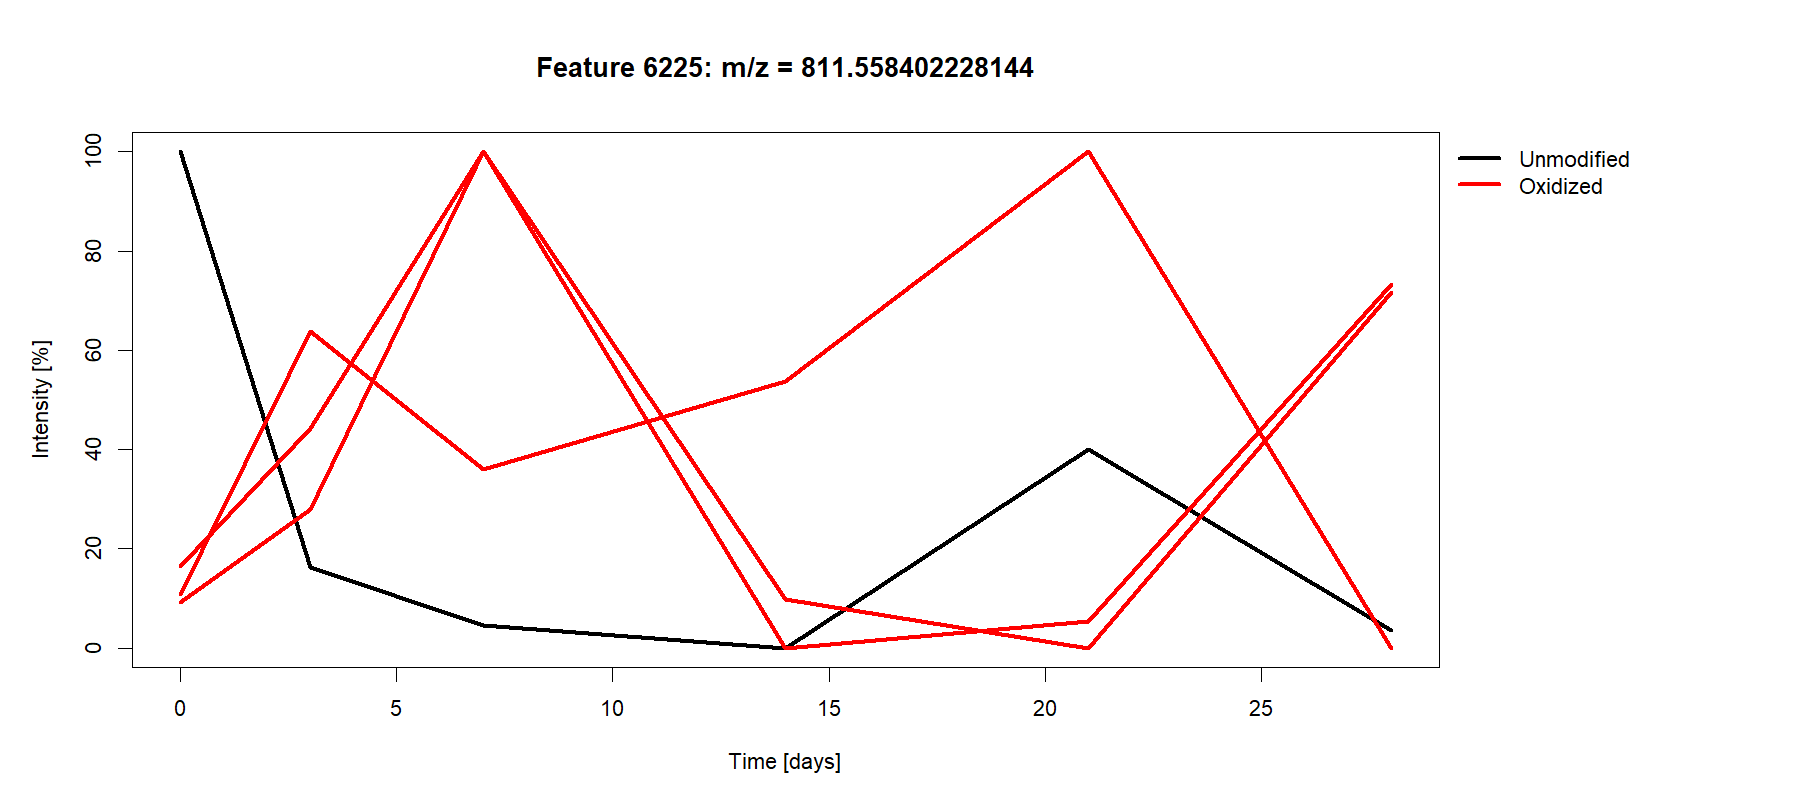 Feature 6225: m/z = 811.558402228144
Unmodified
Oxidized
Intensity [%]
100
80
60
40
20
0
0 5 10 15 20 25
Time [days]